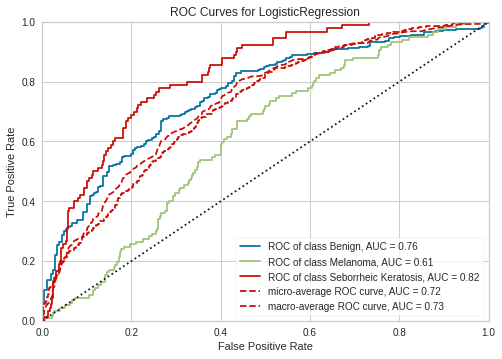 ROC Curves for LogisticRegression
1.0
0.8
0.6
0.4
0.2
0.0
True Positive Rate
0.0 0.2 0.4 0.6 0.8 1.0
False Positive Rate
ROC of class Benign, AUC = 0.76
ROC of class Melanoma, AUC = 0.61
ROC of class Seborrheic Keratosis, AUC = 0.82
micro-average ROC curve, AUC = 0.72
macro-average ROC curve, AUC = 0.73